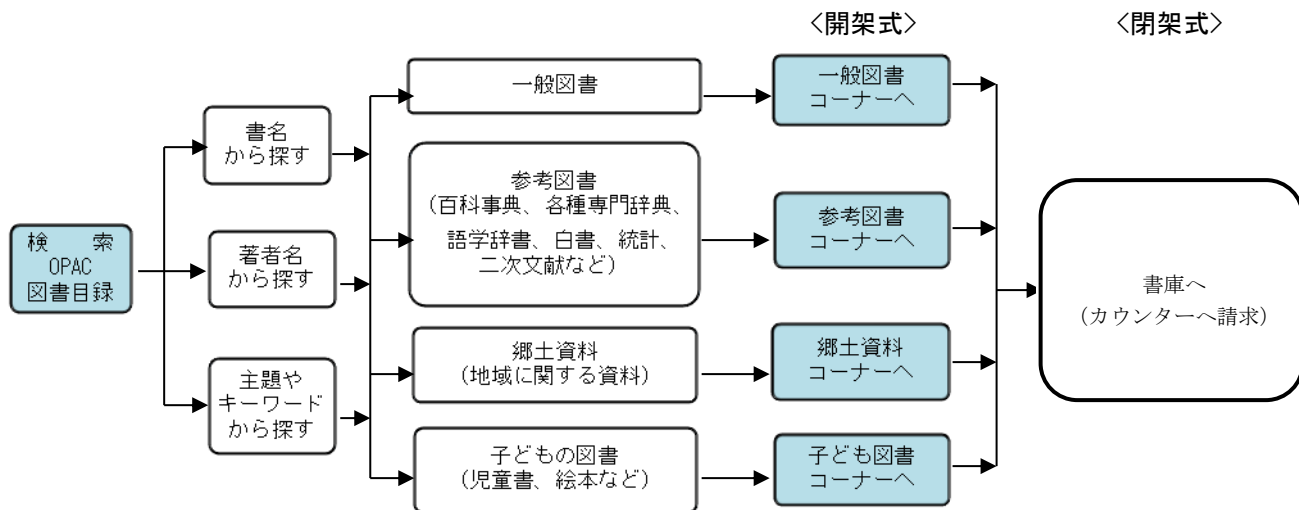 〈開架式〉
〈閉架式〉
検　　索
OPAC
図書目録
書名
から探す
著者名
から探す
主題や
キーワード
から探す
一般図書
参考図書
(百科事典、各種専門辞典、
語学辞書、白書、統計、
二次文献など)
郷土資料
(地域に関する資料)
子どもの図書
(児童書、絵本など)
一般図書
コーナーへ
参考図書
コーナーへ
郷土資料
コーナーへ
子ども図書
コーナーへ
書庫へ
(カウンターへ請求)